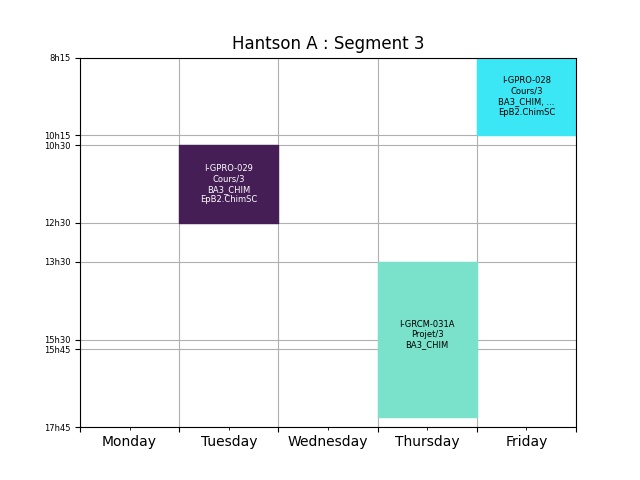 Hantson A : Segment 3
8h15
10h15
10h30
12h30
13h30
15h30
15h45
17h45
I-GPRO-028
Cours/3
BA3_CHIM, ...
EpB2.ChimSC
I-GPRO-029
Cours/3
BA3_CHIM
EpB2.ChimSC
I-GRCM-031A
Projet/3
BA3_CHIM
Monday Tuesday Wednesday Thursday Friday